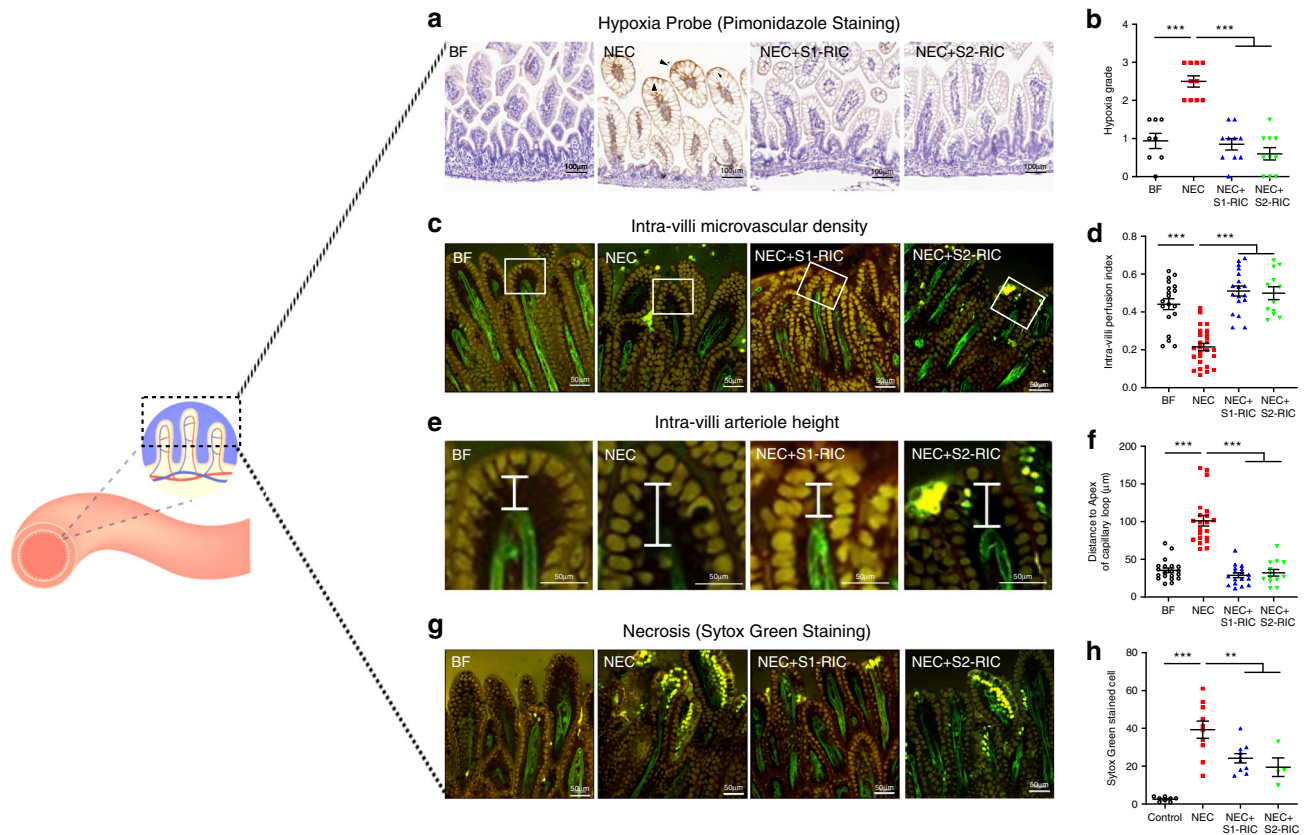 a
Hypoxia Probe (Pimonidazole Staining)
BF
NEC
NEC+S1-RIC
NEC+S2-RIC
100μm
100μm
100μm
100μm
b
Hypoxia grade
4
3
2
1
0
***
***
BF
NEC
NEC+
S1-RIC
NEC+
S2-RIC
c
Intra-villi microvascular density
BF
NEC
NEC+S1-RIC
NEC+S2-RIC
50μm
50μm
50μm
50μm
d
Intra-villi perfusion index
0.8
0.6
0.4
0.2
0.0
***
***
BF
NEC
NEC+
S1-RIC
NEC+
S2-RIC
e
Intra-villi arteriole height
BF
NEC
NEC+S1-RIC
NEC+S2-RIC
50μm
50μm
50μm
50μm
f
Distance to Apex
of capillary loop (μm)
200
150
100
50
0
***
***
BF
NEC
NEC+
S1-RIC
NEC+
S2-RIC
g
Necrosis (Sytox Green Staining)
BF
NEC
NEC+S1-RIC
NEC+S2-RIC
50μm
50μm
50μm
50μm
h
Sytox Green stained cell
80
60
40
20
0
***
**
Control
NEC
NEC+
S1-RIC
NEC+
S2-RIC